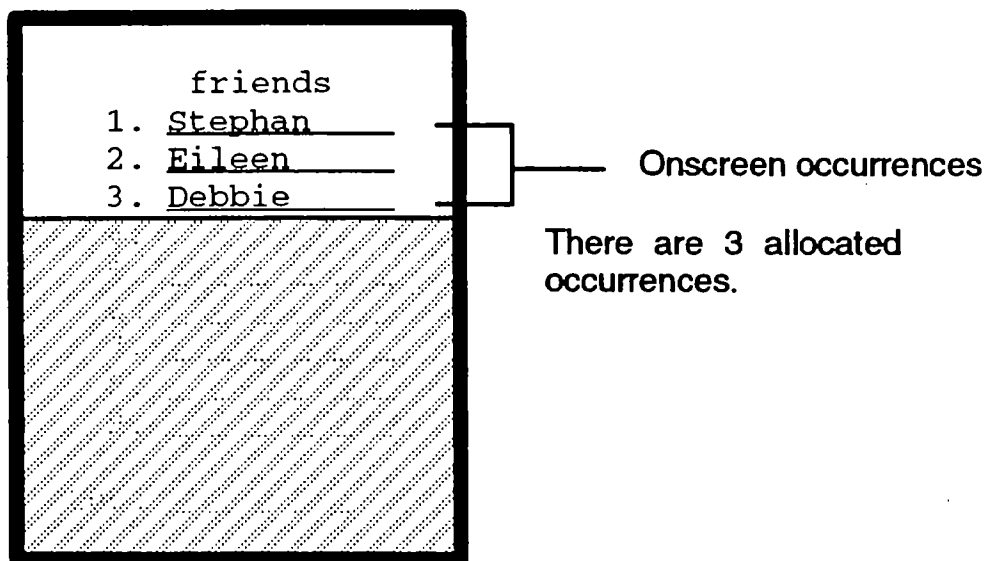 friends
1. Stephan
2. Eileen
3. Debbie
Onscreen occurrences
There are 3 allocated
occurrences.